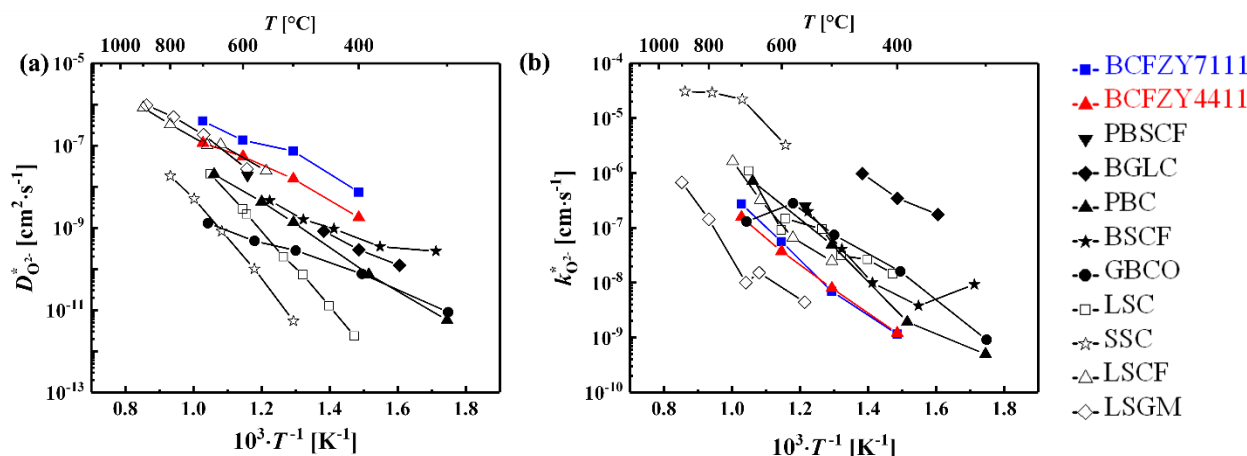 T [°C]
1000 800 600 400
(a)
10⁻⁵
10⁻⁷
10⁻⁹
10⁻¹¹
10⁻¹³
D*O²⁻ [cm²·s⁻¹]
0.8 1.0 1.2 1.4 1.6 1.8
10³·T⁻¹ [K⁻¹]
T [°C]
1000 800 600 400
(b)
10⁻⁴
10⁻⁵
10⁻⁶
10⁻⁷
10⁻⁸
10⁻⁹
10⁻¹⁰
k*O²⁻ [cm·s⁻¹]
0.8 1.0 1.2 1.4 1.6 1.8
10³·T⁻¹ [K⁻¹]
BCFZY7111
BCFZY4411
PBSCF
BGLC
PBC
BSCF
GBCO
LSC
SSC
LSCF
LSGM